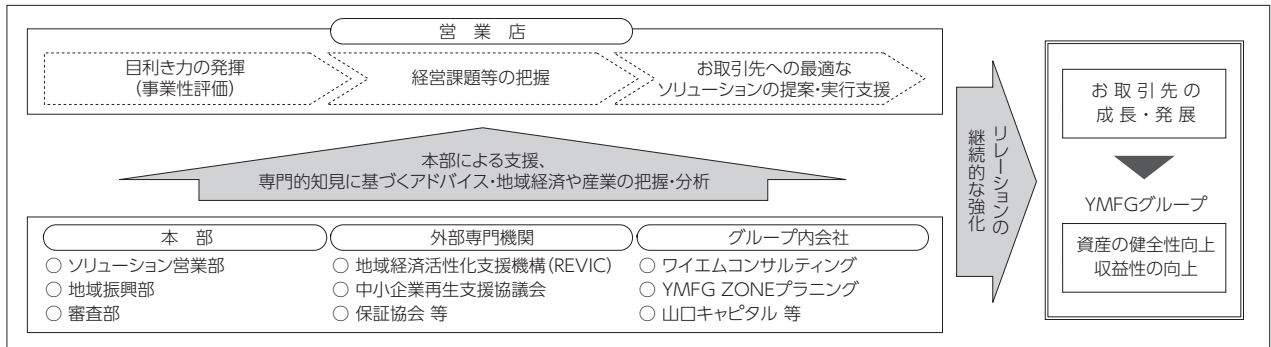 営業店
目利き力の発揮
(事業性評価)
経営課題等の把握
お取引先への最適な
ソリューションの提案・実行支援
本部による支援、
専門的知見に基づくアドバイス・地域経済や産業の把握・分析
本部
○ ソリューション営業部
○ 地域振興部
○ 審査部
外部専門機関
○ 地域経済活性化支援機構(REVIC)
○ 中小企業再生支援協議会
○ 保証協会 等
グループ内会社
○ ワイエムコンサルティング
○ YMFG ZONEプラニング
○ 山口キャピタル 等
リレーションの
継続的な強化
お取引先の
成長・発展
YMFGグループ
資産の健全性向上
収益性の向上